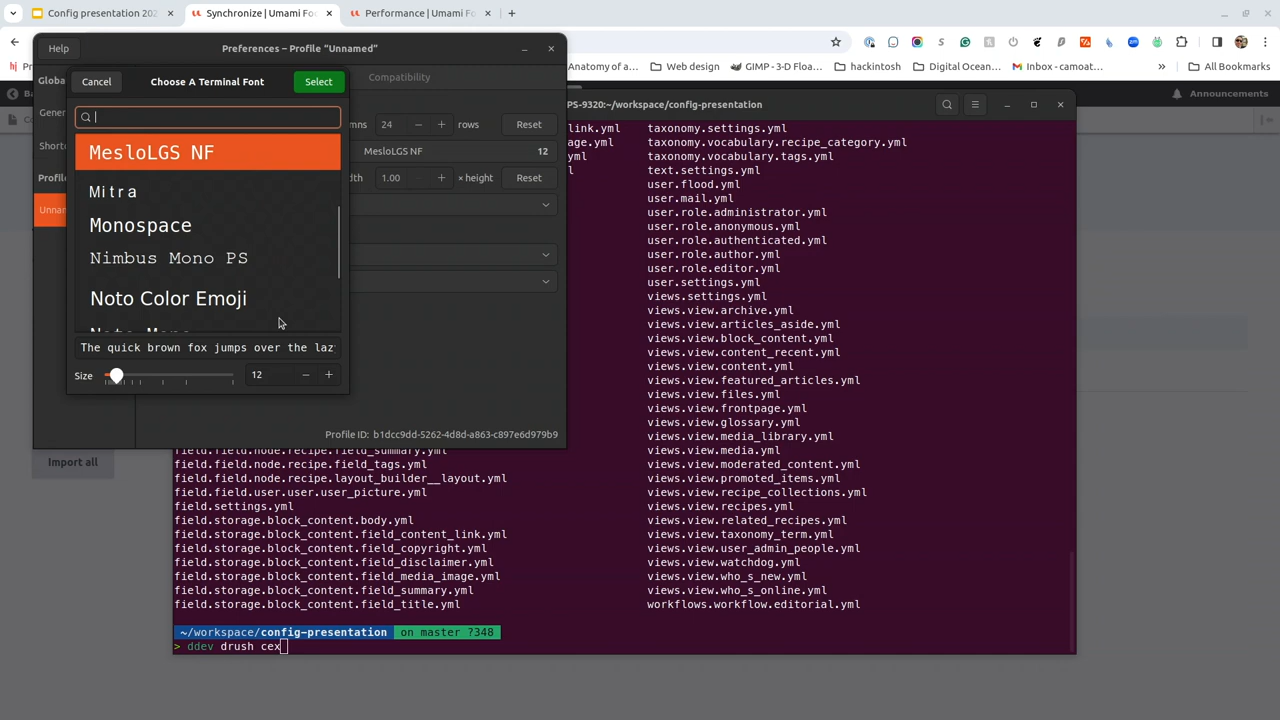 Config presentation 202
Synchronize | Umami Foo
Performance | Umami Fo
Anatomy of a...
Web design
GIMP - 3-D Floa...
hackintosh
Digital Ocean...
Inbox - camoat...
All Bookmarks
Announcements
Help
Preferences – Profile “Unnamed”
Compatibility
Cancel
Choose A Terminal Font
Select
MesloLGS NF
Mitra
Monospace
Nimbus Mono PS
Noto Color Emoji
Noto Mono
The quick brown fox jumps over the laz
Size
12
24
rows
Reset
MesloLGS NF
12
1.00
× height
Reset
Profile ID: b1dcc9dd-5262-4d8d-a863-c897e6d979b9
Import all
PS-9320:~/workspace/config-presentation
taxonomy.settings.yml
taxonomy.vocabulary.recipe_category.yml
taxonomy.vocabulary.tags.yml
text.settings.yml
user.flood.yml
user.mail.yml
user.role.administrator.yml
user.role.anonymous.yml
user.role.authenticated.yml
user.role.author.yml
user.role.editor.yml
user.settings.yml
views.settings.yml
views.view.archive.yml
views.view.articles_aside.yml
views.view.block_content.yml
views.view.content_recent.yml
views.view.content.yml
views.view.featured_articles.yml
views.view.files.yml
views.view.frontpage.yml
views.view.glossary.yml
views.view.media_library.yml
views.view.media.yml
field.field.node.recipe.field_summary.yml
field.field.node.recipe.field_tags.yml
field.field.node.recipe.layout_builder__layout.yml
field.field.user.user.user_picture.yml
field.settings.yml
field.storage.block_content.body.yml
field.storage.block_content.field_content_link.yml
field.storage.block_content.field_copyright.yml
field.storage.block_content.field_disclaimer.yml
field.storage.block_content.field_media_image.yml
field.storage.block_content.field_summary.yml
field.storage.block_content.field_title.yml
views.view.moderated_content.yml
views.view.promoted_items.yml
views.view.recipe_collections.yml
views.view.recipes.yml
views.view.related_recipes.yml
views.view.taxonomy_term.yml
views.view.user_admin_people.yml
views.view.watchdog.yml
views.view.who_s_new.yml
views.view.who_s_online.yml
workflows.workflow.editorial.yml
~/workspace/config-presentation on master ?348
> ddev drush cex